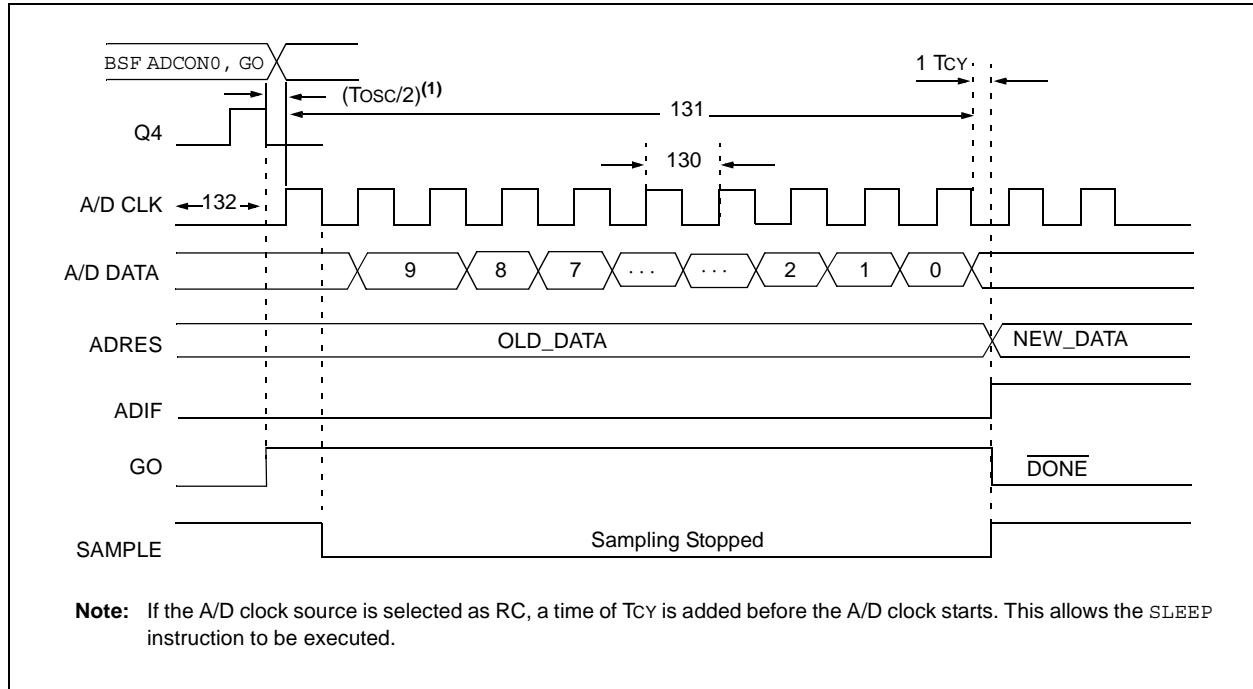 BSF ADCON0, GO
1 TCY
(TOSC/2)(1)
131
Q4
130
A/D CLK
132
A/D DATA
9
8
7
. . .
. . .
2
1
0
ADRES
OLD_DATA
NEW_DATA
ADIF
GO
DONE
SAMPLE
Sampling Stopped
Note: If the A/D clock source is selected as RC, a time of TCY is added before the A/D clock starts. This allows the SLEEP
instruction to be executed.